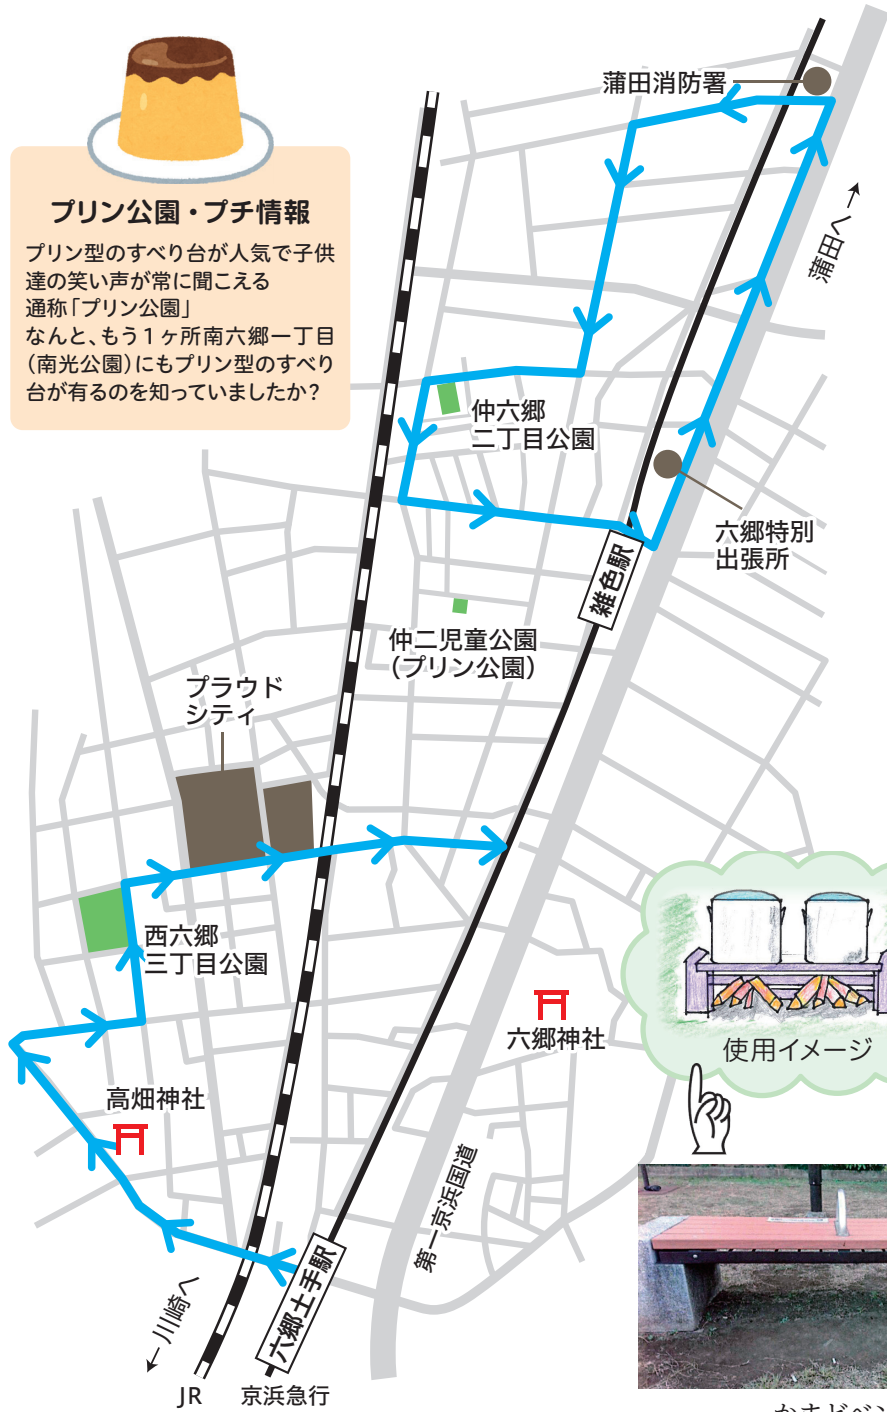 蒲田消防署
プリン公園・プチ情報
プリン型のすべり台が人気で子供
達の笑い声が常に聞こえる
通称「プリン公園」
なんと、もう1ヶ所南六郷一丁目
(南光公園)にもプリン型のすべり
台が有るのを知っていましたか?
蒲田へ→
仲六郷
二丁目公園
六郷特別
出張所
雑色駅
仲二児童公園
(プリン公園)
プラウド
シティ
西六郷
三丁目公園
六郷神社
使用イメージ
高畑神社
第一京浜国道
六郷土手駅
←川崎へ
JR
京浜急行
かまどベン